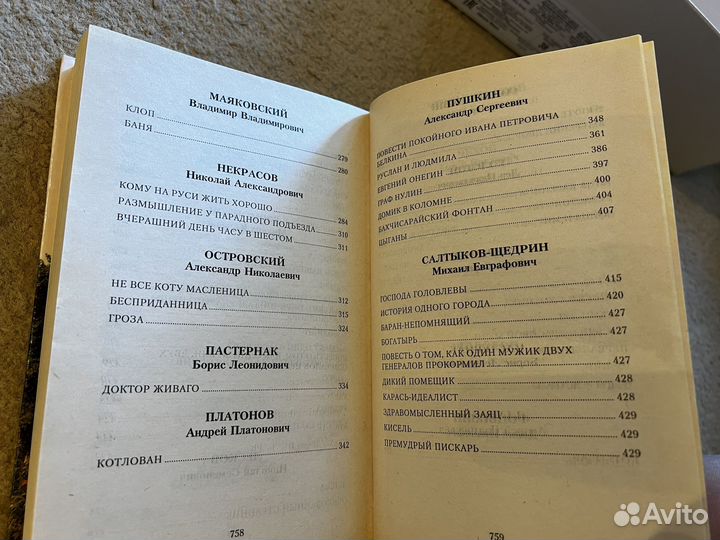 МАЯКОВСКИЙ
Владимир Владимирович
КЛОП 279
БАНЯ 280
НЕКРАСОВ
Николай Александрович
КОМУ НА РУСИ ЖИТЬ ХОРОШО 284
РАЗМЫШЛЕНИЕ У ПАРАДНОГО ПОДЪЕЗДА 310
ВЧЕРАШНИЙ ДЕНЬ ЧАСУ В ШЕСТОМ 311
ОСТРОВСКИЙ
Александр Николаевич
НЕ ВСЕ КОТУ МАСЛЕНИЦА 312
БЕСПРИДАННИЦА 315
ГРОЗА 324
ПАСТЕРНАК
Борис Леонидович
ДОКТОР ЖИВАГО 334
ПЛАТОНОВ
Андрей Платонович
КОТЛОВАН 342
758
ПУШКИН
Александр Сергеевич
ПОВЕСТИ ПОКОЙНОГО ИВАНА ПЕТРОВИЧА
БЕЛКИНА 348
РУСЛАН И ЛЮДМИЛА 361
ЕВГЕНИЙ ОНЕГИН 386
ГРАФ НУЛИН 397
ДОМИК В КОЛОМНЕ 400
БАХЧИСАРАЙСКИЙ ФОНТАН 404
ЦЫГАНЫ 407
САЛТЫКОВ-ЩЕДРИН
Михаил Евграфович
ГОСПОДА ГОЛОВЛЕВЫ 415
ИСТОРИЯ ОДНОГО ГОРОДА 420
БАРАН-НЕПОМНЯЩИЙ 427
БОГАТЫРЬ 427
ПОВЕСТЬ О ТОМ, КАК ОДИН МУЖИК ДВУХ
ГЕНЕРАЛОВ ПРОКОРМИЛ 427
ДИКИЙ ПОМЕЩИК 428
КАРАСЬ-ИДЕАЛИСТ 428
ЗДРАВОМЫСЛЕННЫЙ ЗАЯЦ 429
КИСЕЛЬ 429
ПРЕМУДРЫЙ ПИСКАРЬ 429
759
Avito